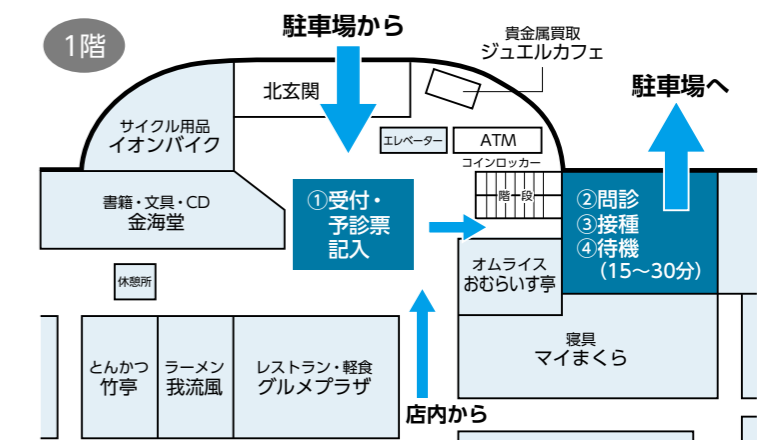 1階
駐車場から
貴金属買取
ジュエルカフェ
駐車場へ
北玄関
サイクル用品
イオンバイク
エレベーター
ATM
コインロッカー
階段
書籍・文具・CD
金海堂
①受付・
予診票
記入
②問診
③接種
④待機
(15〜30分)
オムライス
おむらいす亭
休憩所
とんかつ
竹亭
ラーメン
我流風
レストラン・軽食
グルメプラザ
寝具
マイまくら
店内から